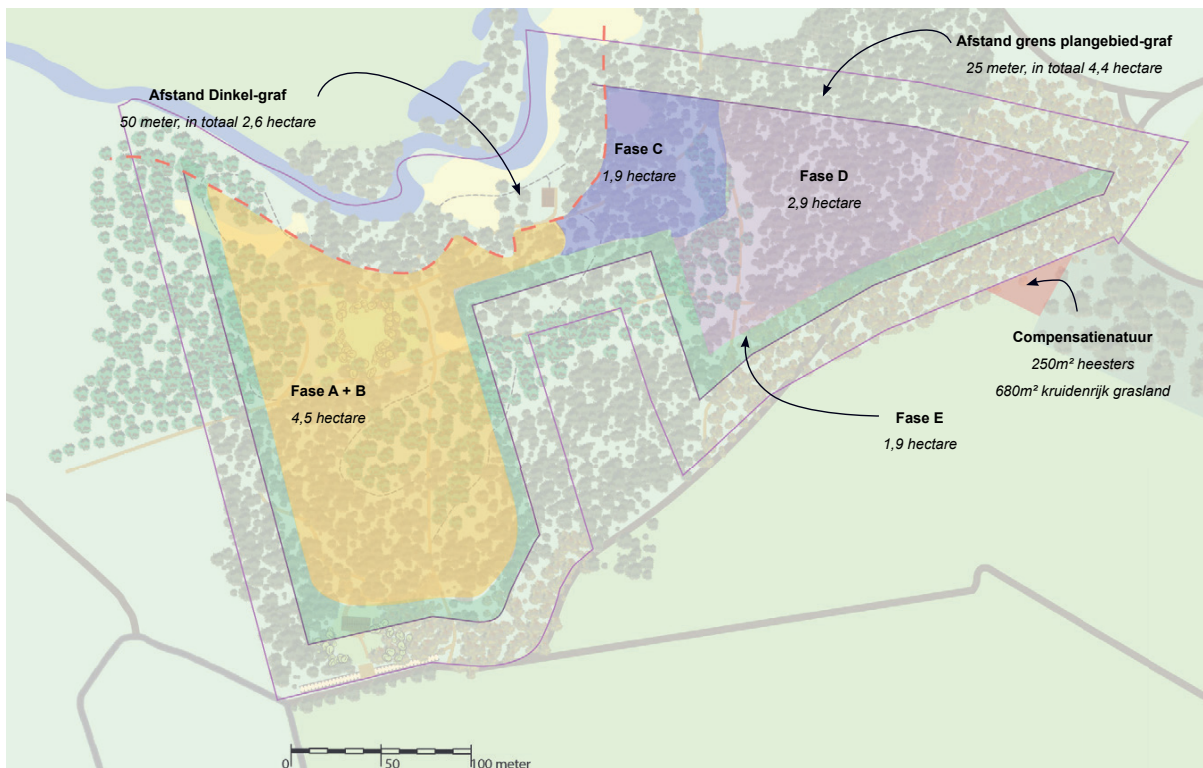 Afstand grens plangebied-graf
25 meter, in totaal 4,4 hectare
Afstand Dinkel-graf
50 meter, in totaal 2,6 hectare
Fase C
1,9 hectare
Fase D
2,9 hectare
Compensatienatuur
250m² heesters
680m² kruidenrijk grasland
Fase A + B
4,5 hectare
Fase E
1,9 hectare
0 50 100 meter